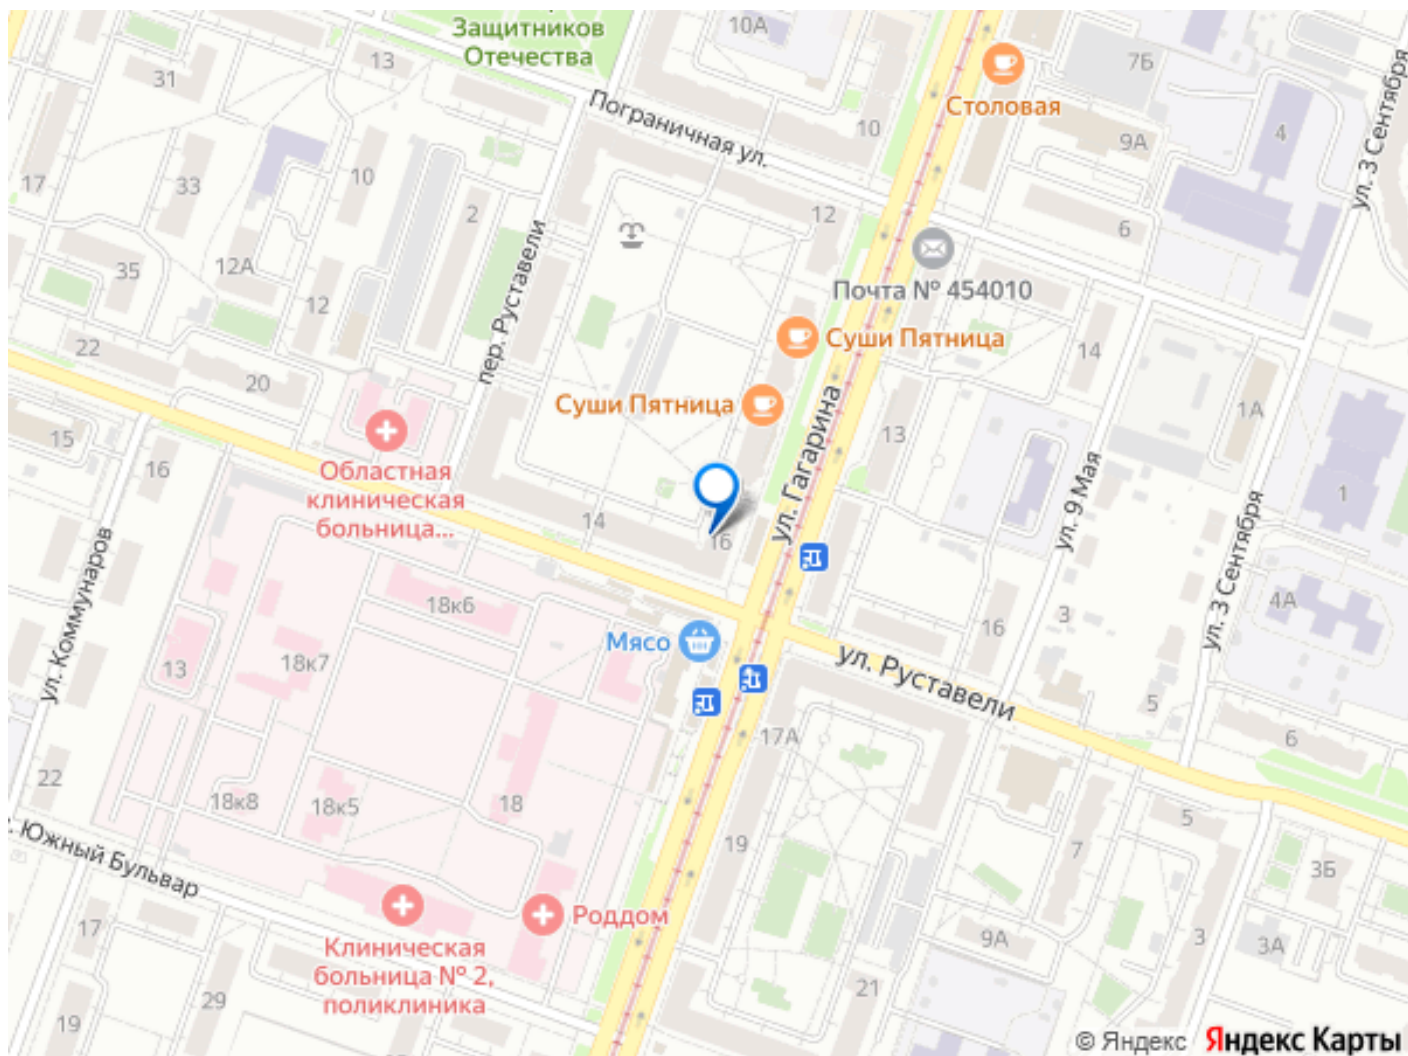 Защитников
Отечества
10А
13
31
7Б
Столовая
Пограничная ул.
10
9А
4
ул. 3 Сентября
17
33
10
2
12
6
35
12А
12
пер. Руставели
Почта № 454010
22
20
Суши Пятница
14
Суши Пятница
1А
15
16
Областная
клиническая
больница...
ул. Гагарина
13
ул. 9 Мая
1
14
16
ул. Коммунаров
18к6
3
ул. 3 Сентября
4А
13
18к7
Мясо
16
ул. Руставели
5
6
17А
22
18к8
18к5
18
19
7
5
3Б
Южный Бульвар
17
Роддом
9А
3
3А
Клиническая
больница № 2,
поликлиника
29
21
19
© Яндекс Яндекс Карты